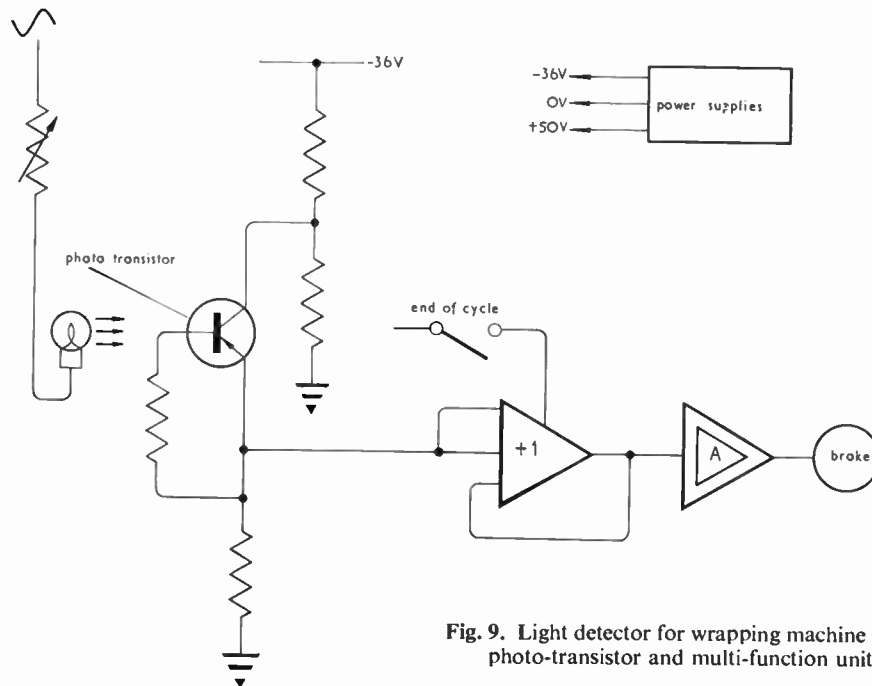 -36V
-36V
0V
+50V
power supplies
photo transistor
end of cycle
+1
A
broke
Fig. 9. Light detector for wrapping machine
photo-transistor and multi-function unit